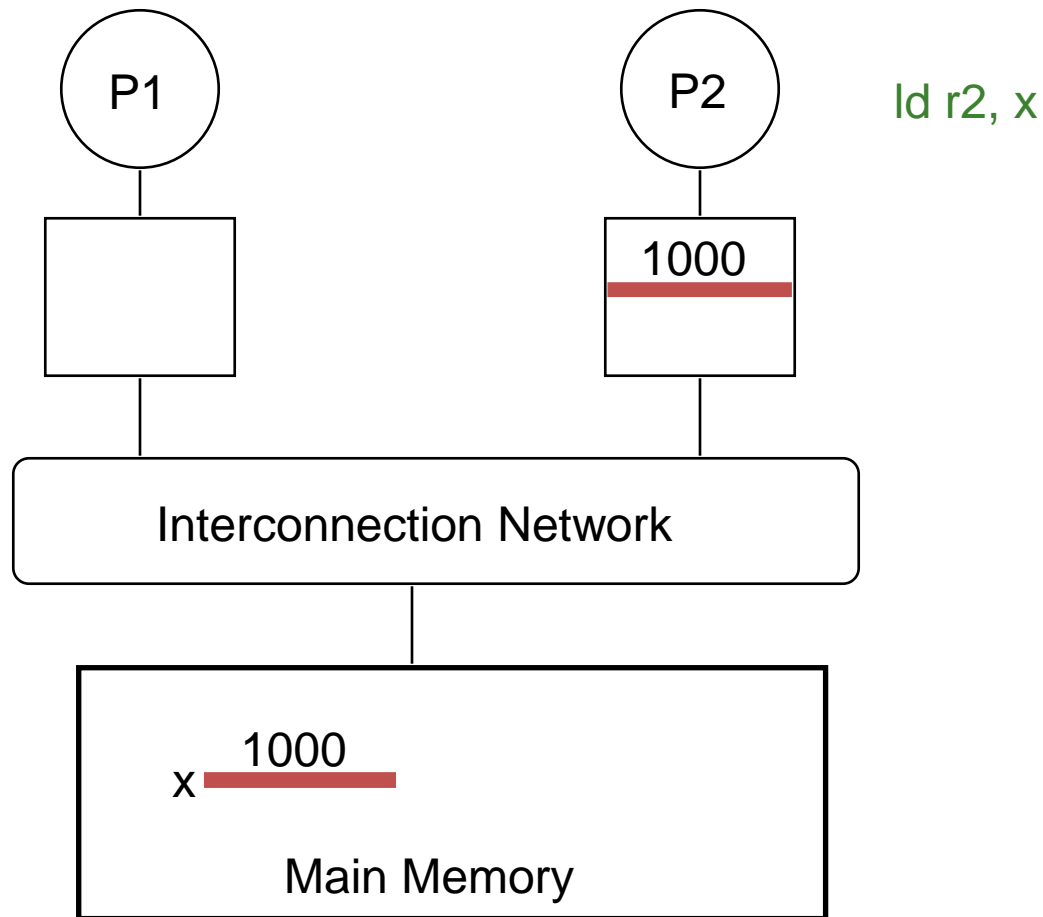 P1
P2
ld r2, x
1000
Interconnection Network
1000
x
Main Memory